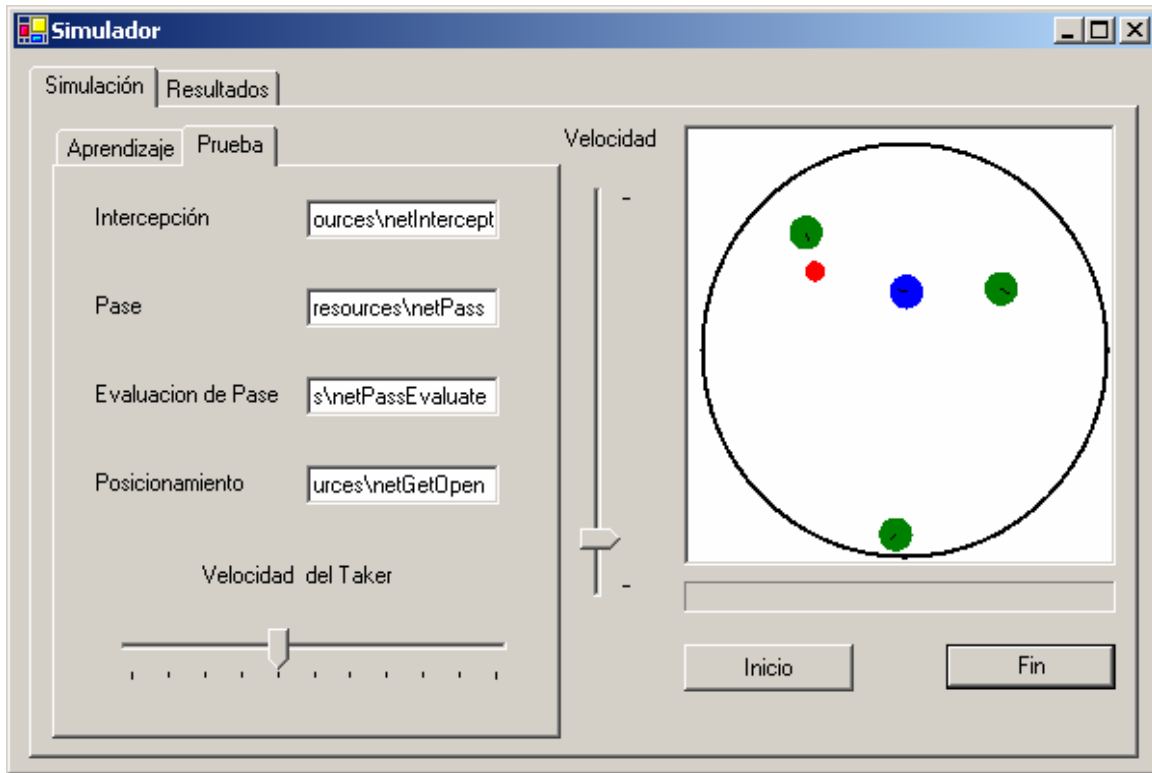 Simulador
Simulación
Resultados
Aprendizaje
Prueba
Intercepción
ources\netIntercept
Pase
resources\netPass
Evaluacion de Pase
s\netPassEvaluate
Posicionamiento
urces\netGetOpen
Velocidad del Taker
Velocidad
-
-
Inicio
Fin